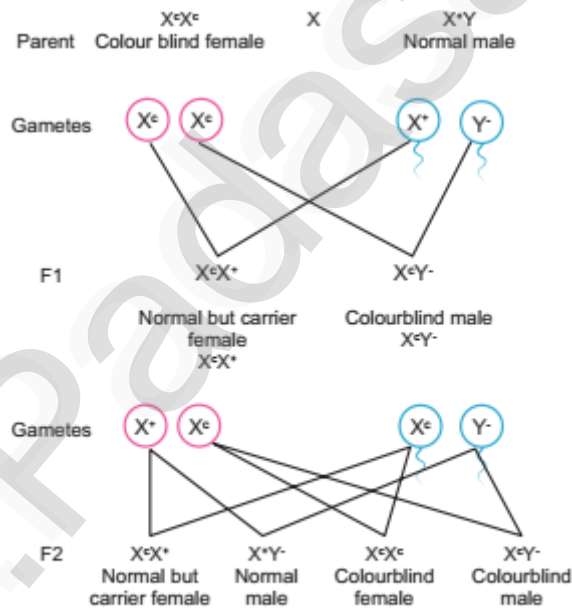 XᶜXᶜ X X⁺Y
Parent Colour blind female Normal male
Gametes Xᶜ Xᶜ X⁺ Y⁻
F1 XᶜX⁺ XᶜY⁻
Normal but carrier Colourblind male
female XᶜY⁻
XᶜX⁺
Gametes X⁺ Xᶜ Xᶜ Y⁻
F2 XᶜX⁺ X⁺Y⁻ XᶜXᶜ XᶜY⁻
Normal but Normal Colourblind Colourblind
carrier female male female male